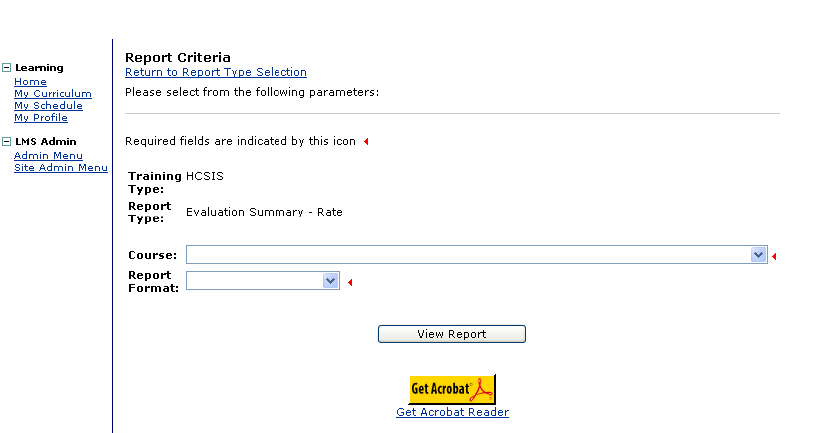 Learning
Home
My Curriculum
My Schedule
My Profile
LMS Admin
Admin Menu
Site Admin Menu
Report Criteria
Return to Report Type Selection
Please select from the following parameters:
Required fields are indicated by this icon
Training Type: HCSIS
Report Type: Evaluation Summary - Rate
Course:
Report Format:
View Report
Get Acrobat
Get Acrobat Reader